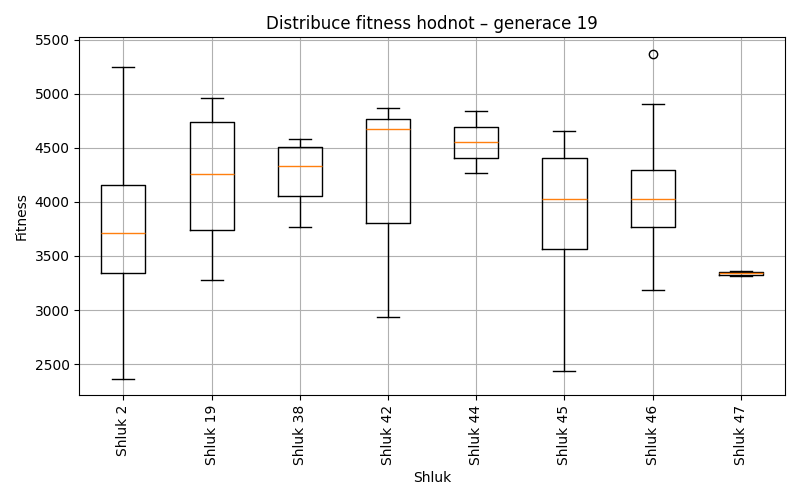 Distribuce fitness hodnot – generace 19
5500
5000
4500
4000
3500
3000
2500
Fitness
Shluk 2
Shluk 19
Shluk 38
Shluk 42
Shluk 44
Shluk 45
Shluk 46
Shluk 47
Shluk